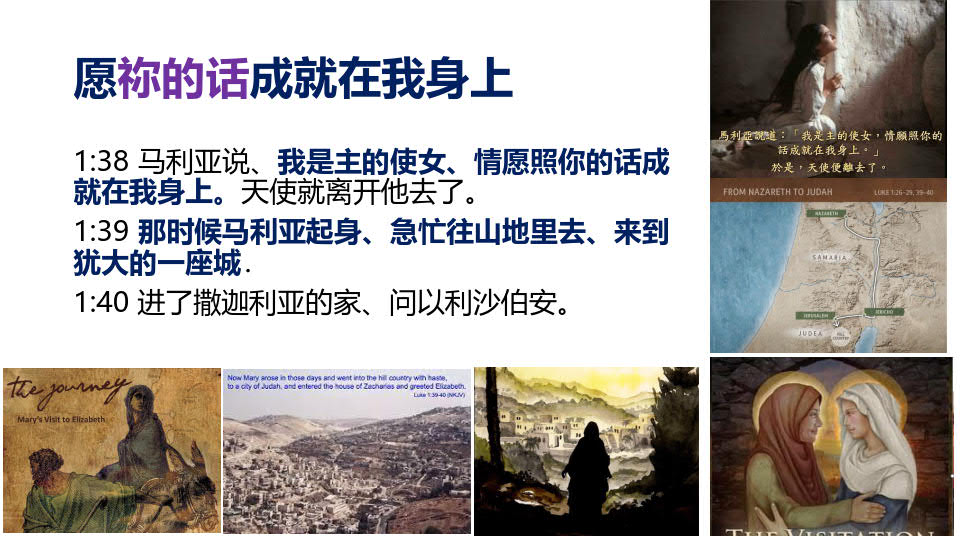 愿祢的话成就在我身上
1:38 马利亚说、我是主的使女、情愿照你的话成
就在我身上。天使就离开他去了。
1:39 那时候马利亚起身、急忙往山地里去、来到
犹大的一座城．
1:40 进了撒迦利亚的家、问以利沙伯安。
馬利亞說道：「我是主的使女，情願照你的
話成就在我身上。」
於是，天使便離去了。
FROM NAZARETH TO JUDAH
LUKE 1:26-29, 39-40
NAZARETH
SAMARIA
JERUSALEM
JERICHO
JUDEA
HILL
COUNTRY
the journey
Mary's Visit to Elizabeth
Now Mary arose in those days and went into the hill country with haste,
to a city of Judah, and entered the house of Zacharias and greeted Elizabeth.
Luke 1:39-40 (NKJV)
THE VISITATION